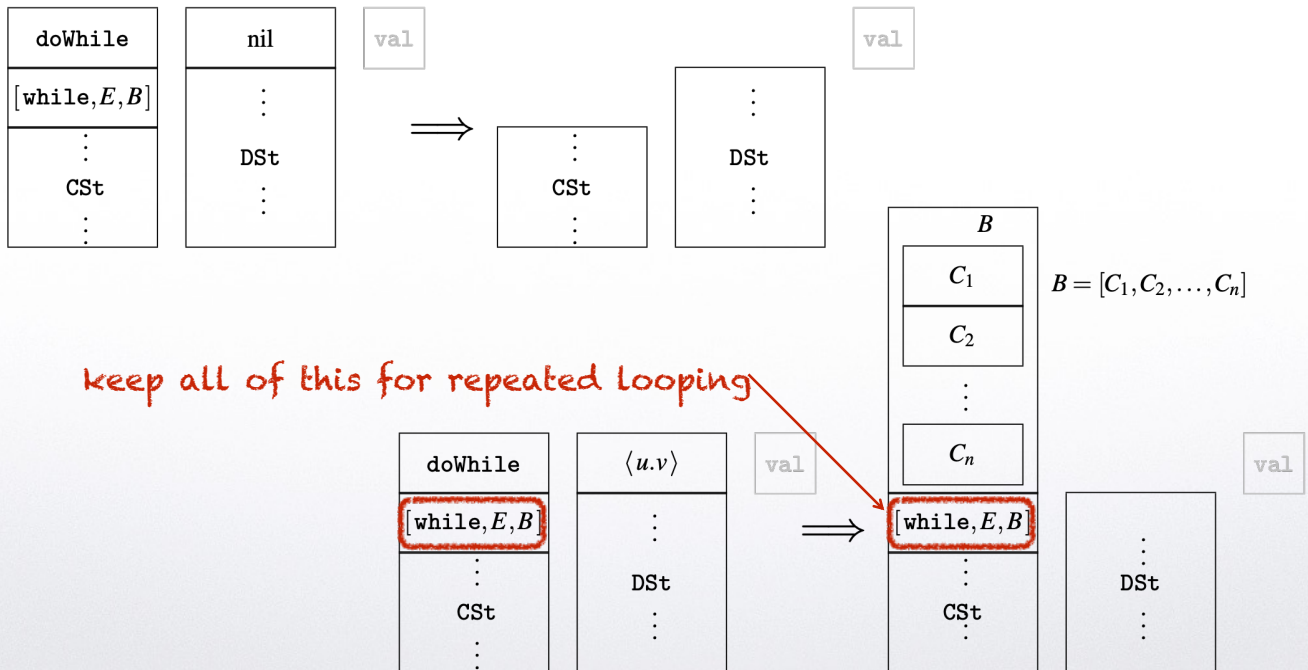 doWhile nil val val
[while,E,B]
⋮ ⋮ ⋮
DSt ⟹ DSt
CSt CSt
⋮ ⋮ ⋮ ⋮
B
C₁ B = [C₁,C₂,…,Cₙ]
C₂
keep all of this for repeated looping
⋮
Cₙ
doWhile ⟨u.v⟩ val val
[while,E,B] ⋮ ⟹ [while,E,B]
⋮ ⋮ ⋮
DSt DSt
CSt CSt
⋮ ⋮ ⋮ ⋮